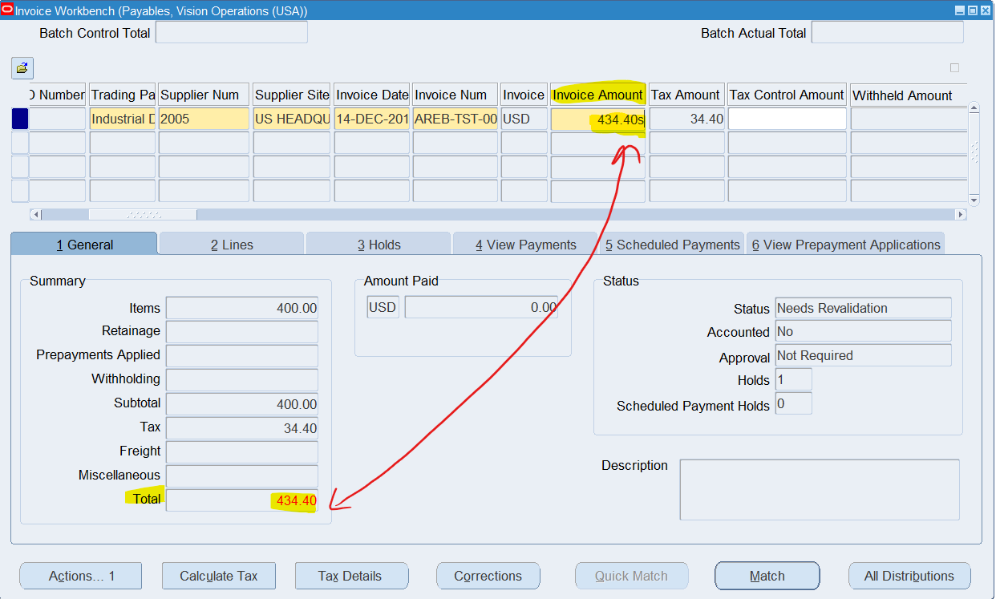 Invoice Workbench (Payables, Vision Operations (USA))
Batch Control Total
Batch Actual Total
O Number Trading Pa Supplier Num Supplier Site Invoice Date Invoice Num Invoice Invoice Amount Tax Amount Tax Control Amount Withheld Amount
Industrial D 2005 US HEADQU 14-DEC-201 AREB-TST-00 USD 434.40s 34.40
1 General 2 Lines 3 Holds 4 View Payments 5 Scheduled Payments 6 View Prepayment Applications
Summary
Items 400.00
Retainage
Prepayments Applied
Withholding
Subtotal 400.00
Tax 34.40
Freight
Miscellaneous
Total 434.40
Amount Paid
USD 0.00
Status
Status Needs Revalidation
Accounted No
Approval Not Required
Holds 1
Scheduled Payment Holds 0
Description
Actions... 1 Calculate Tax Tax Details Corrections Quick Match Match All Distributions